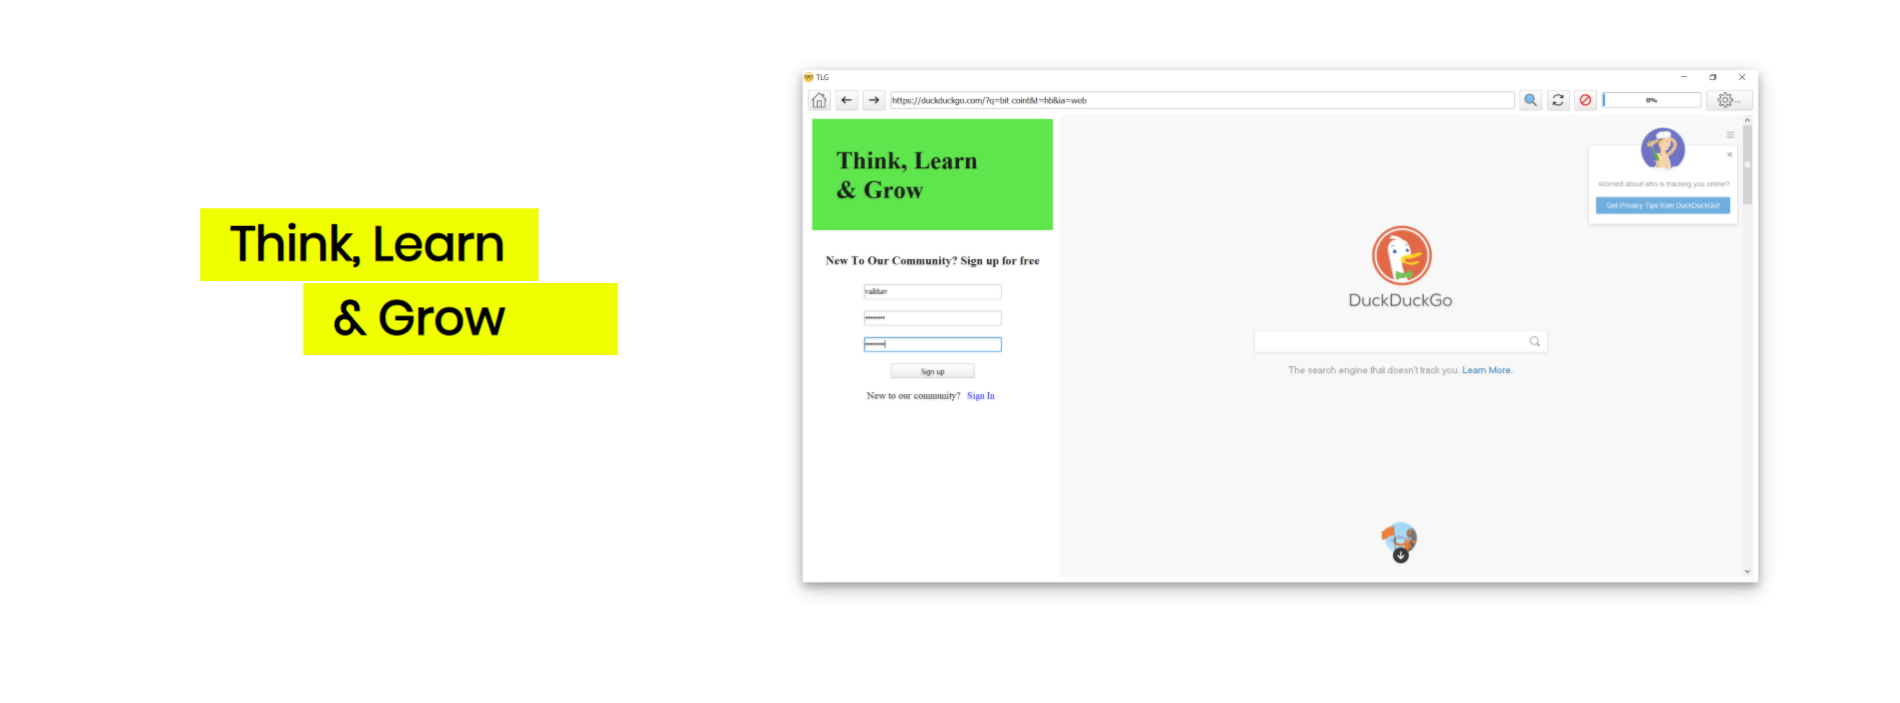 Think, Learn
& Grow
TLG
https://duckduckgo.com/?q=bit coint&t=hb&ia=web
0%
...
Think, Learn
& Grow
New To Our Community? Sign up for free
vaibhav
Sign up
New to our community? Sign In
Worried about who is tracking you online?
Get Privacy Tips from DuckDuckGo!
DuckDuckGo
The search engine that doesn't track you. Learn More.